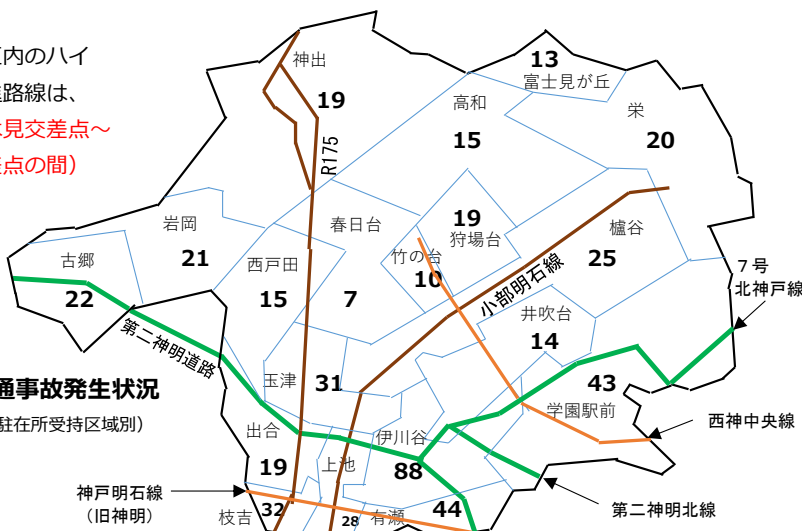 内のハイ
路線は、
見交差点～
点の間）
神出
19
R175
13
富士見が丘
高和
15
栄
20
岩岡
21
春日台
7
19
狩場台
竹の台
10
櫨谷
25
古郷
22
西戸田
15
小部明石線
７号
北神戸線
井吹台
14
第二神明道路
通事故発生状況
駐在所受持区域別）
玉津
31
43
学園駅前
西神中央線
出合
19
上池
伊川谷
88
神戸明石線
（旧神明）
枝吉
32
28
有瀬
44
第二神明北線